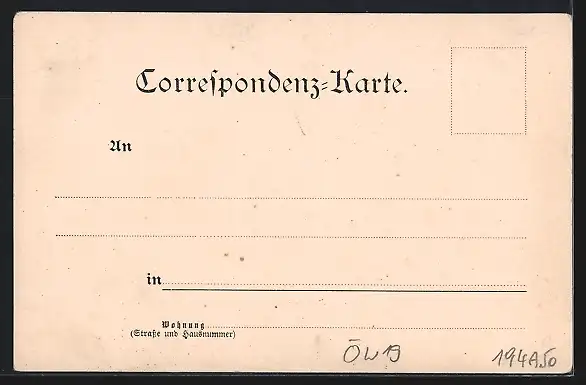 Correſpondenz-Karte.
An
in
Wohnung
(Straße und Hausnummer)
ÖW19
194A50